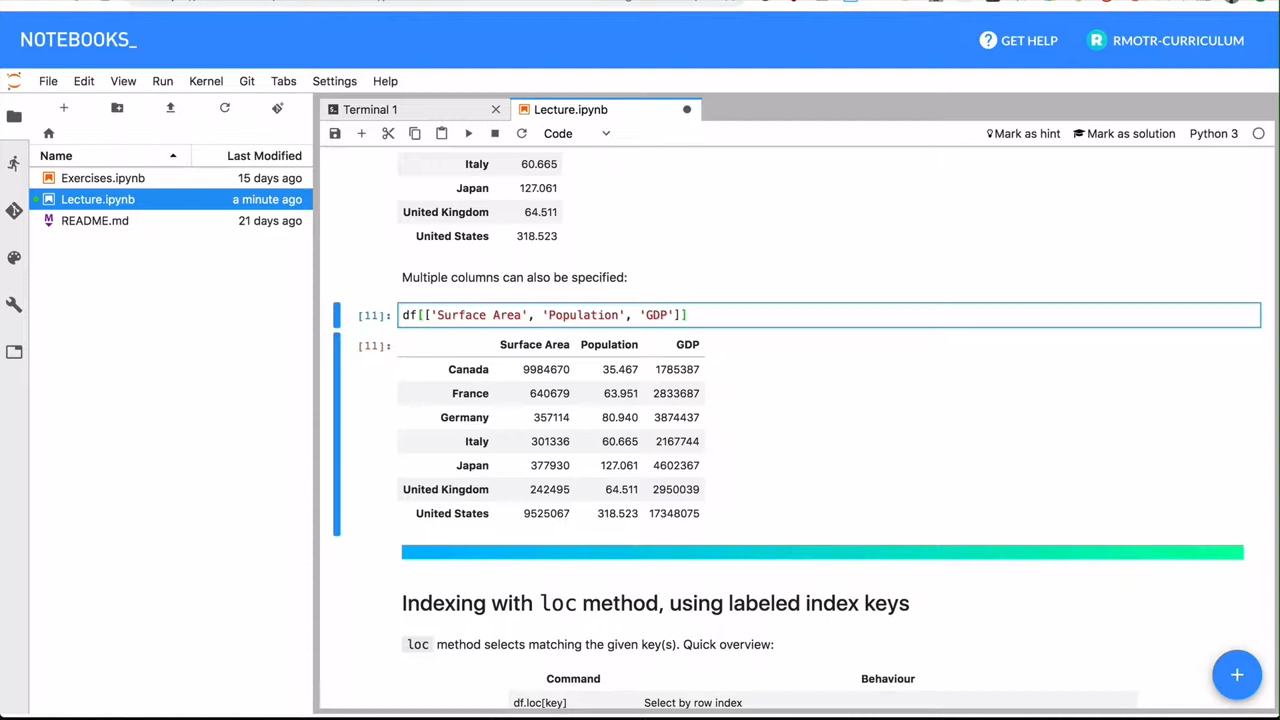 NOTEBOOKS_
GET HELP
R RMOTR-CURRICULUM
File Edit View Run Kernel Git Tabs Settings Help
Name Last Modified
Exercises.ipynb 15 days ago
Lecture.ipynb a minute ago
README.md 21 days ago
Terminal 1
Lecture.ipynb
Code
Mark as hint Mark as solution Python 3
Italy 60.665
Japan 127.061
United Kingdom 64.511
United States 318.523
Multiple columns can also be specified:
[11]: df[['Surface Area', 'Population', 'GDP']]
[11]: Surface Area Population GDP
Canada 9984670 35.467 1785387
France 640679 63.951 2833687
Germany 357114 80.940 3874437
Italy 301336 60.665 2167744
Japan 377930 127.061 4602367
United Kingdom 242495 64.511 2950039
United States 9525067 318.523 17348075
Indexing with loc method, using labeled index keys
loc method selects matching the given key(s). Quick overview:
Command Behaviour
df.loc[key] Select by row index